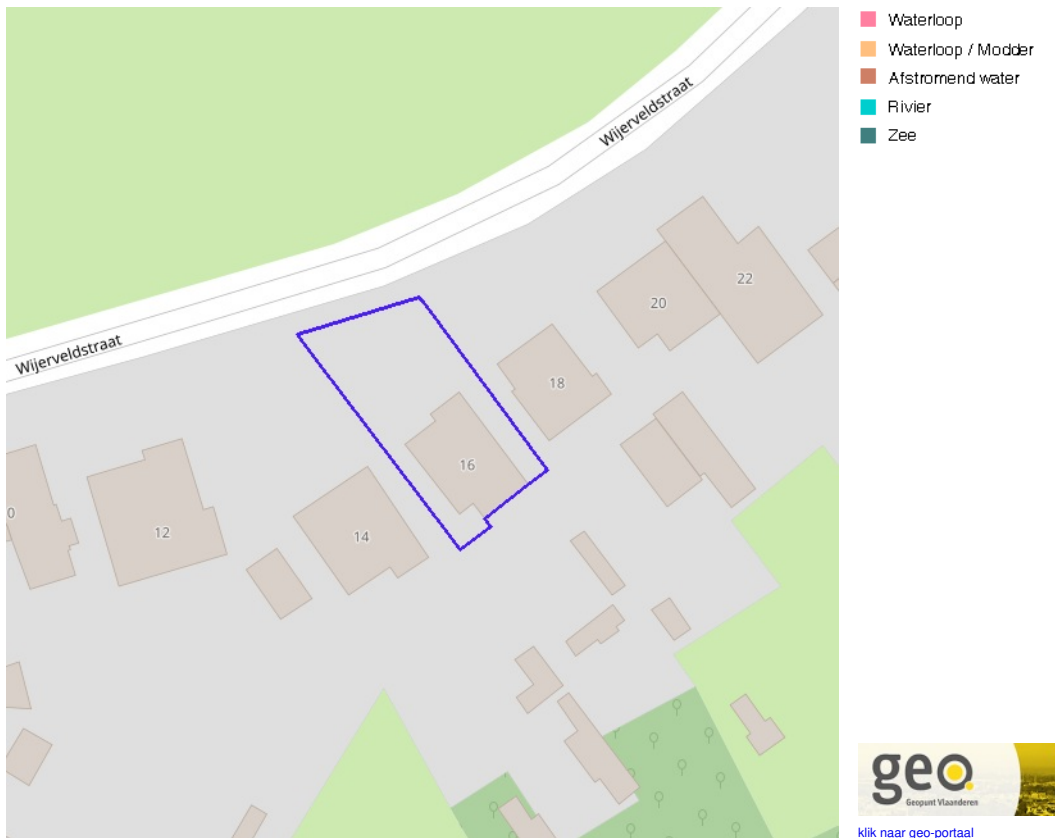 Waterloop
Waterloop / Modder
Afstromend water
Rivier
Zee
Wijerveldstraat
Wijerveldstraat
22
20
18
16
14
12
0
geo
Geopunt Vlaanderen
klik naar geo-portaal